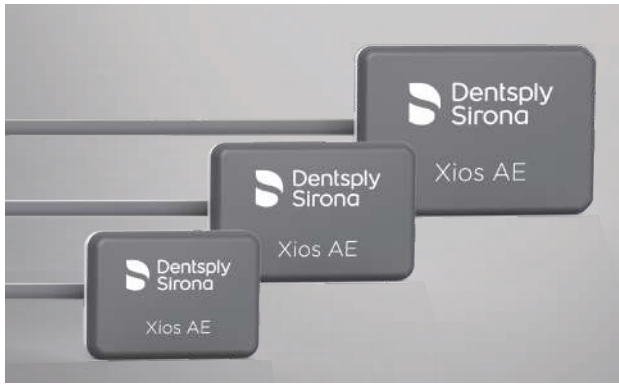 Dentsply
Sirona
Xios AE
Dentsply
Sirona
Xios AE
Dentsply
Sirona
Xios AE